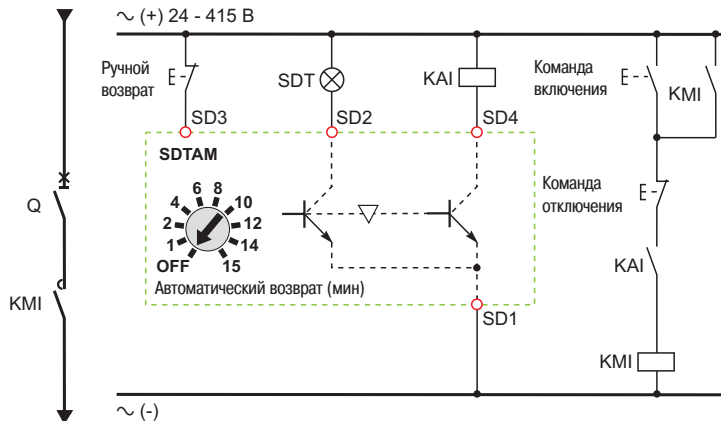 ∼ (+) 24 - 415 В
Ручной
возврат
SDT
KAI
Команда
включения
KMI
SD3
SD2
SD4
SDTAM
Q
6
8
4
10
2
12
1
14
OFF
15
Автоматический возврат (мин)
Команда
отключения
KAI
KMI
SD1
KMI
∼ (-)